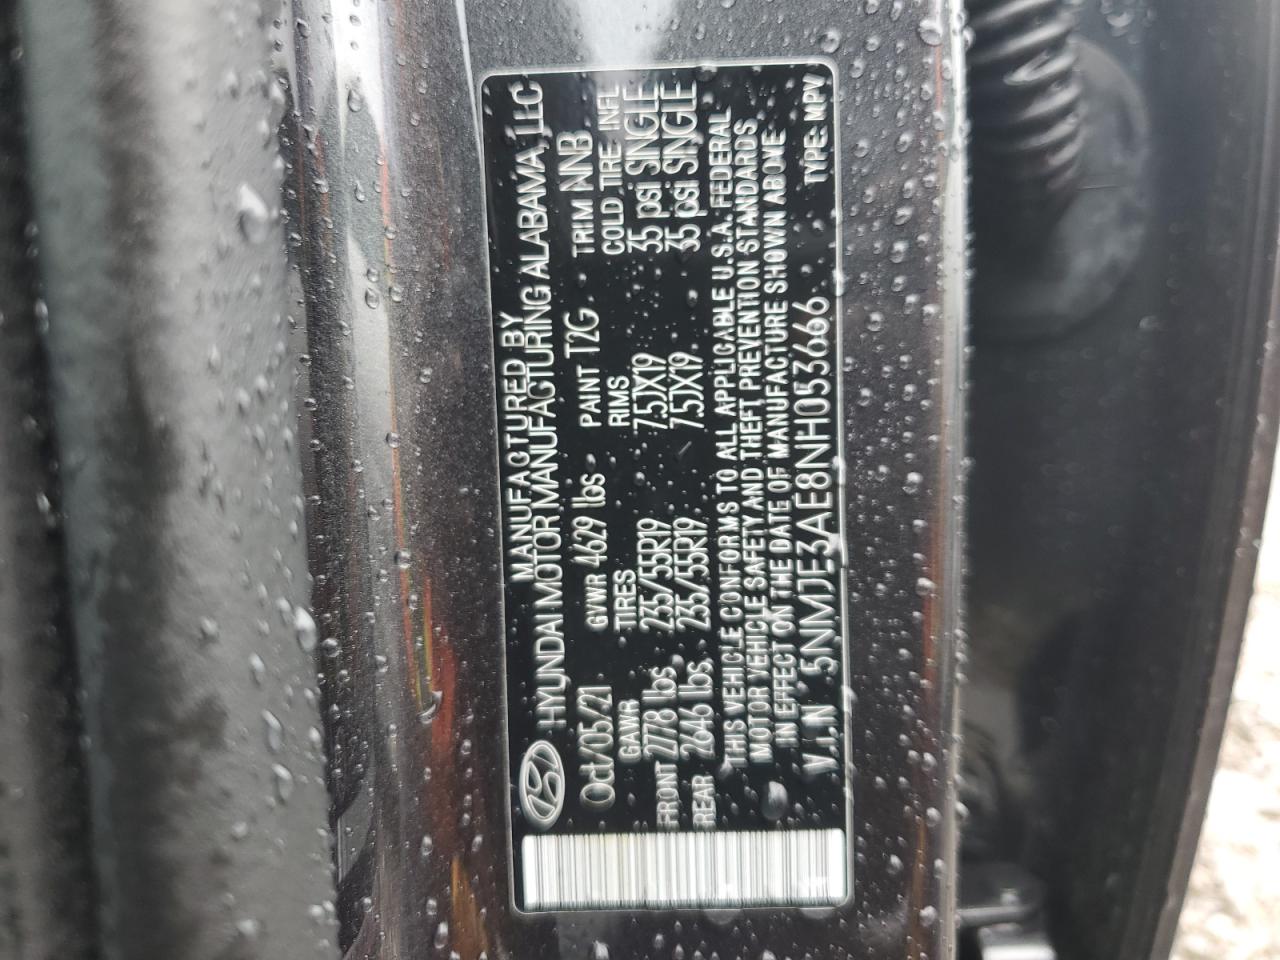 MANUFACTURED BY
HYUNDAI MOTOR MANUFACTURING ALABAMA, LLC
Oct/05/21 GVWR 4629 lbs PAINT T2G TRIM NNB
GAWR TIRES RIMS COLD TIRE INFL
FRONT 2778 lbs 235/55R19 7.5JX19 35 psi SINGLE
REAR 2646 lbs 235/55R19 7.5JX19 35 psi SINGLE
THIS VEHICLE CONFORMS TO ALL APPLICABLE U.S.A. FEDERAL
MOTOR VEHICLE SAFETY AND THEFT PREVENTION STANDARDS
IN EFFECT ON THE DATE OF MANUFACTURE SHOWN ABOVE
V.I.N 5NMJE3AE8NH053666 TYPE: MPV